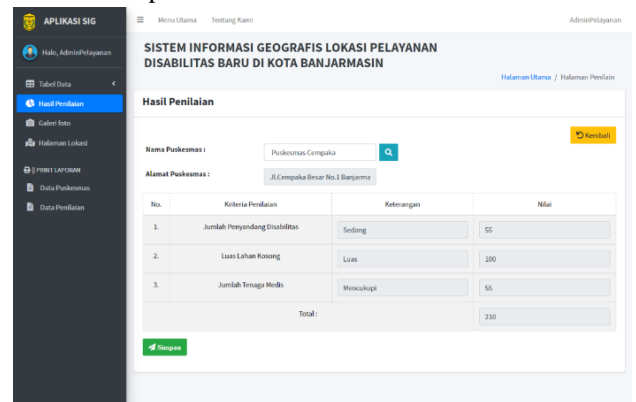 APLIKASI SIG
Menu Utama Tentang Kami AdminPelayanan
Halo, AdminPelayanan
Tabel Data
Hasil Penilaian
Galeri foto
Halaman Lokasi
PRINT LAPORAN
Data Puskesmas
Data Penilaian
SISTEM INFORMASI GEOGRAFIS LOKASI PELAYANAN
DISABILITAS BARU DI KOTA BANJARMASIN
Halaman Utama / Halaman Penilain
Hasil Penilaian
Kembali
Nama Puskesmas : Puskesmas Cempaka
Alamat Puskesmas : Jl.Cempaka Besar No.1 Banjarma
No. Kriteria Penilaian Keterangan Nilai
1. Jumlah Penyandang Disabilitas Sedang 55
2. Luas Lahan Kosong Luas 100
3. Jumlah Tenaga Medis Mencukupi 55
Total : 210
Simpan